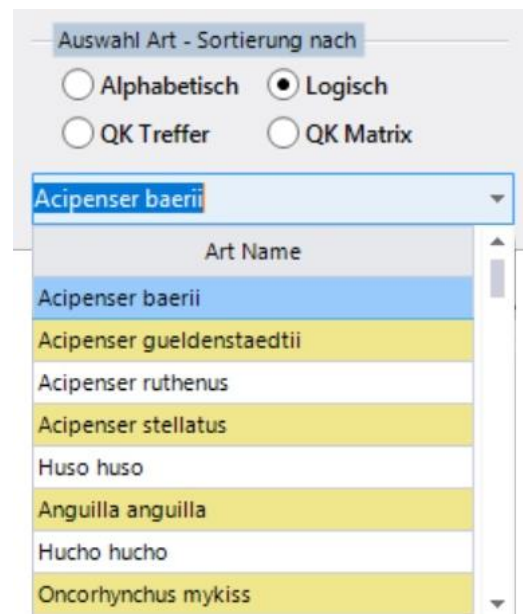 Auswahl Art - Sortierung nach
Alphabetisch Logisch
QK Treffer QK Matrix
Acipenser baerii
Art Name
Acipenser baerii
Acipenser gueldenstaedtii
Acipenser ruthenus
Acipenser stellatus
Huso huso
Anguilla anguilla
Hucho hucho
Oncorhynchus mykiss